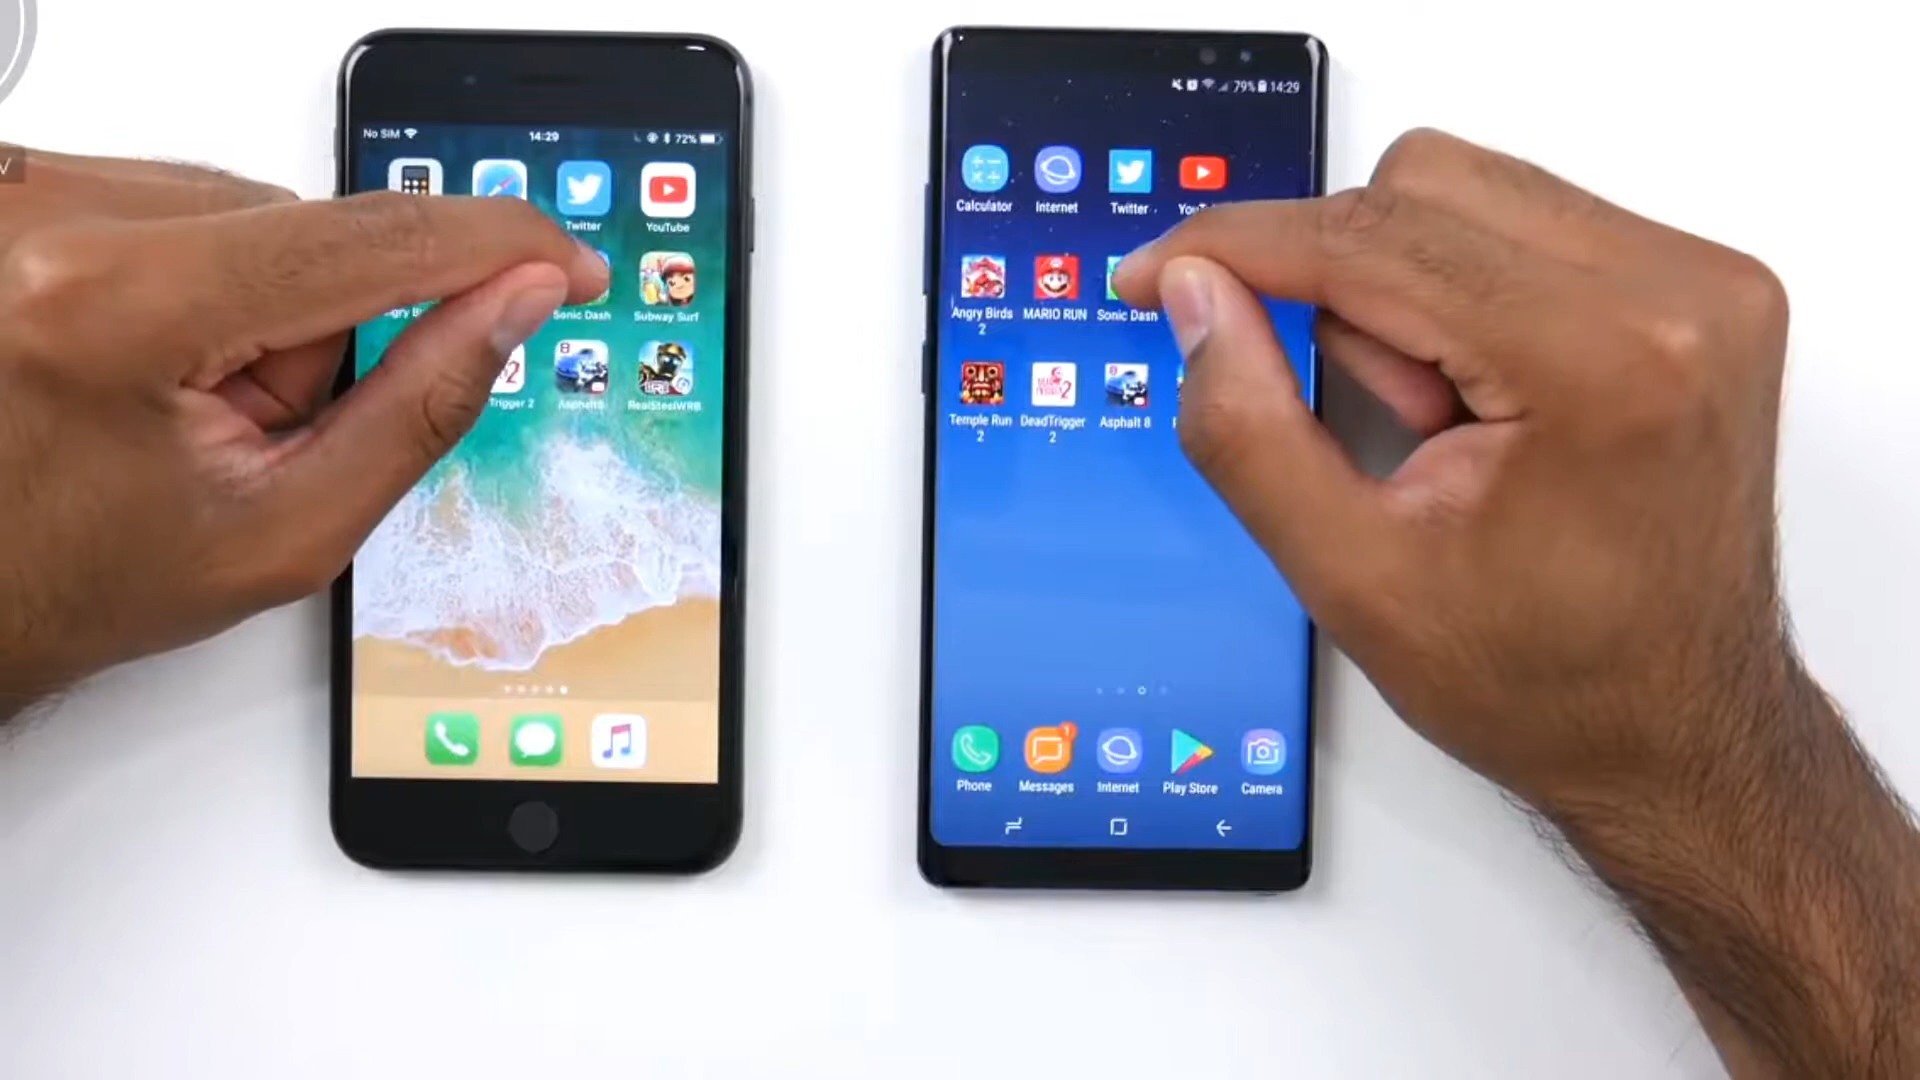 No SIM
14:29
72%
Twitter
YouTube
Sonic Dash
Subway Surf
Trigger 2
Asphalt8
RealSteelWRB
79% 14:29
Calculator
Internet
Twitter
Angry Birds
2
MARIO RUN
Sonic Dash
Temple Run
2
DeadTrigger
2
Asphalt 8
1
Phone
Messages
Internet
Play Store
Camera